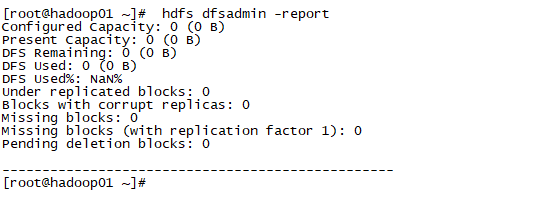 [root@hadoop01 ~]#  hdfs dfsadmin -report
Configured Capacity: 0 (0 B)
Present Capacity: 0 (0 B)
DFS Remaining: 0 (0 B)
DFS Used: 0 (0 B)
DFS Used%: NaN%
Under replicated blocks: 0
Blocks with corrupt replicas: 0
Missing blocks: 0
Missing blocks (with replication factor 1): 0
Pending deletion blocks: 0
-------------------------------------------------
[root@hadoop01 ~]#